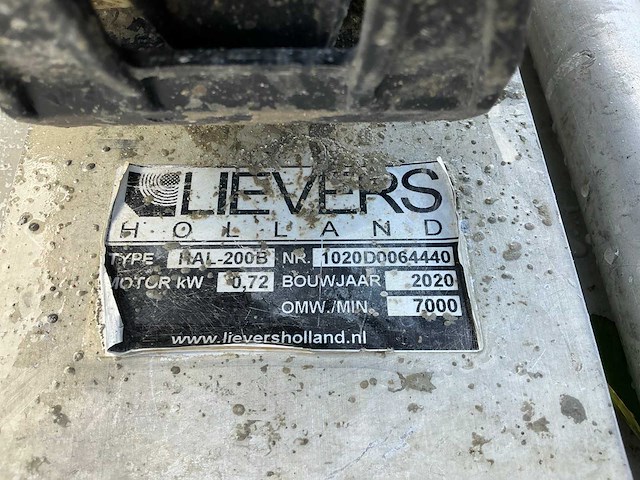 LIEVERS
HOLLAND
TYPE HAL-200B NR. 1020D0064440
MOTOR kW 0,72 BOUWJAAR 2020
OMW./MIN. 7000
www.lieversholland.nl